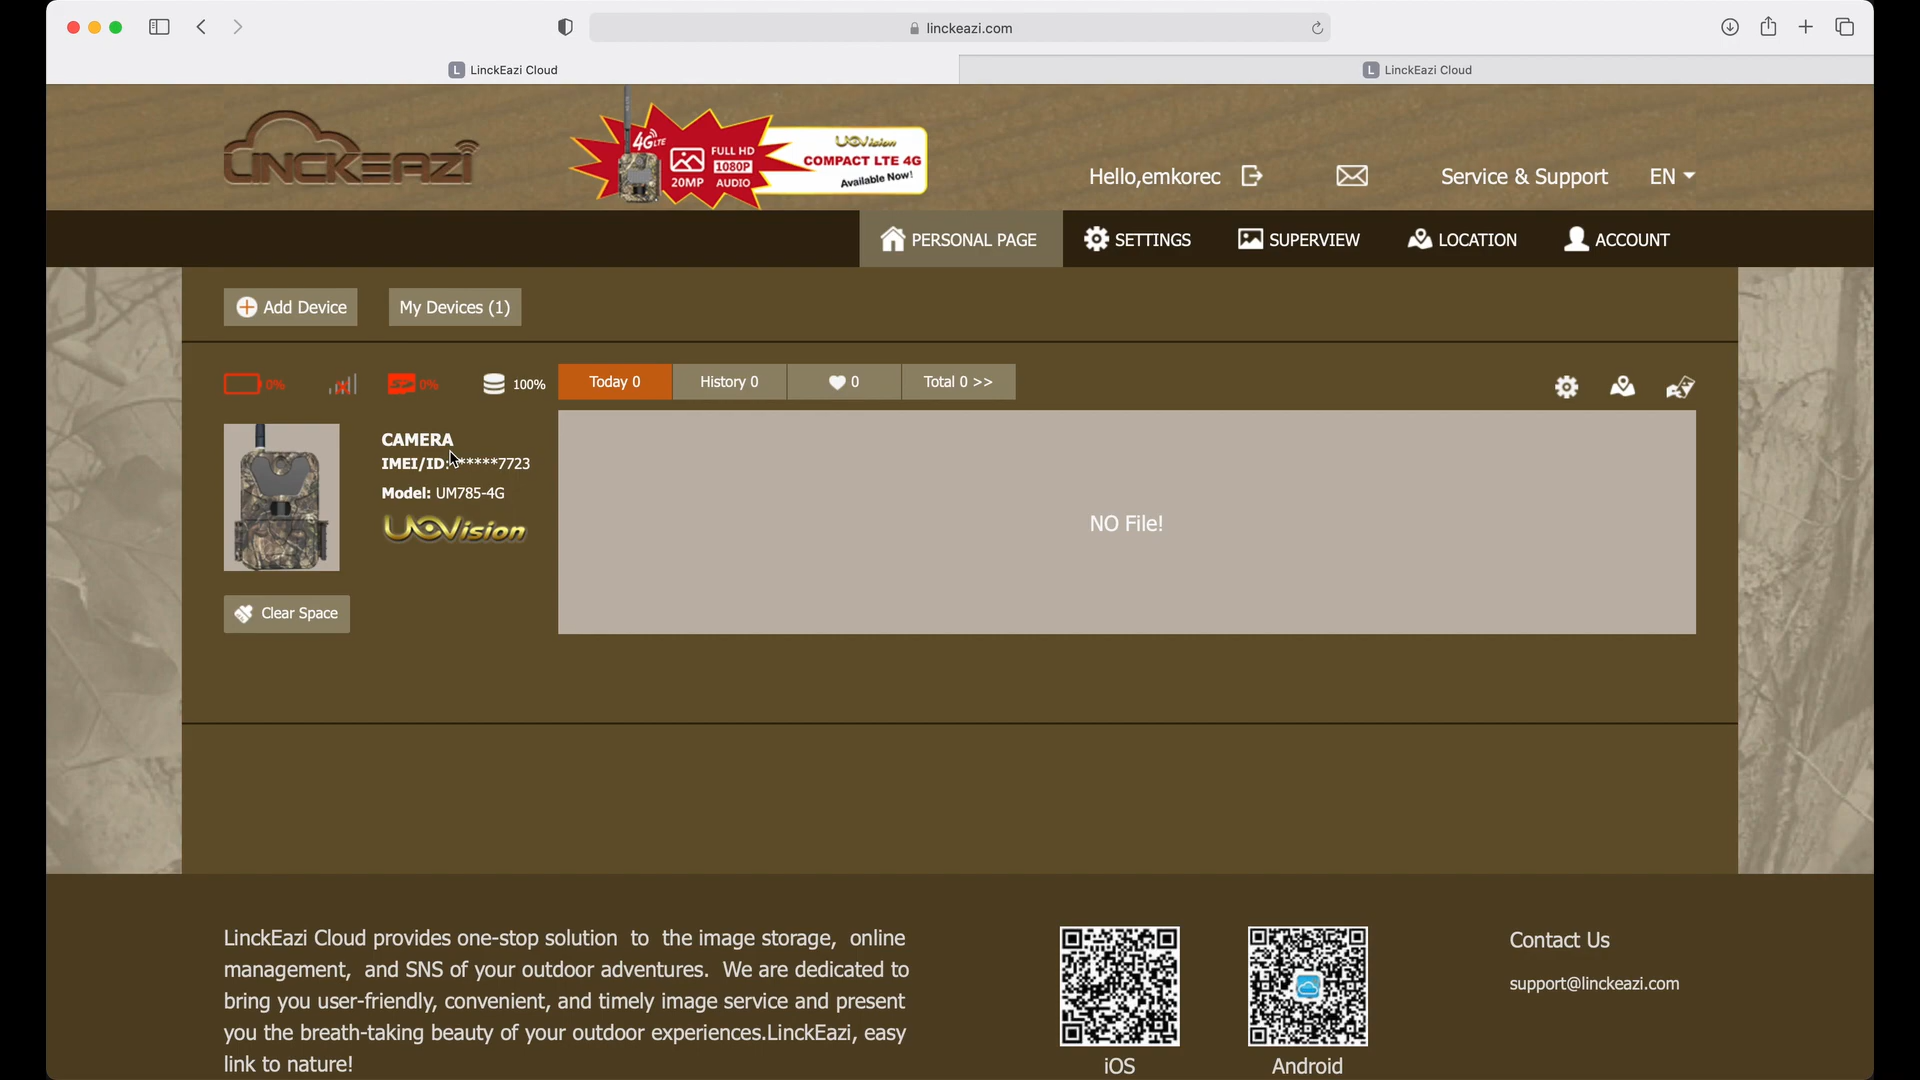 linckeazi.com
L LinckEazi Cloud
L LinckEazi Cloud
LINCKEAZI
4G LTE
20MP
FULL HD
1080P
AUDIO
UOVision
COMPACT LTE 4G
Available Now!
Hello,emkorec
Service & Support
EN
PERSONAL PAGE
SETTINGS
SUPERVIEW
LOCATION
ACCOUNT
Add Device
My Devices (1)
0%
SD 0%
100%
Today 0
History 0
0
Total 0 >>
CAMERA
IMEI/ID: *****7723
Model: UM785-4G
UOVision
NO File!
Clear Space
LinckEazi Cloud provides one-stop solution to the image storage, online
management, and SNS of your outdoor adventures. We are dedicated to
bring you user-friendly, convenient, and timely image service and present
you the breath-taking beauty of your outdoor experiences.LinckEazi, easy
link to nature!
iOS
Android
Contact Us
support@linckeazi.com